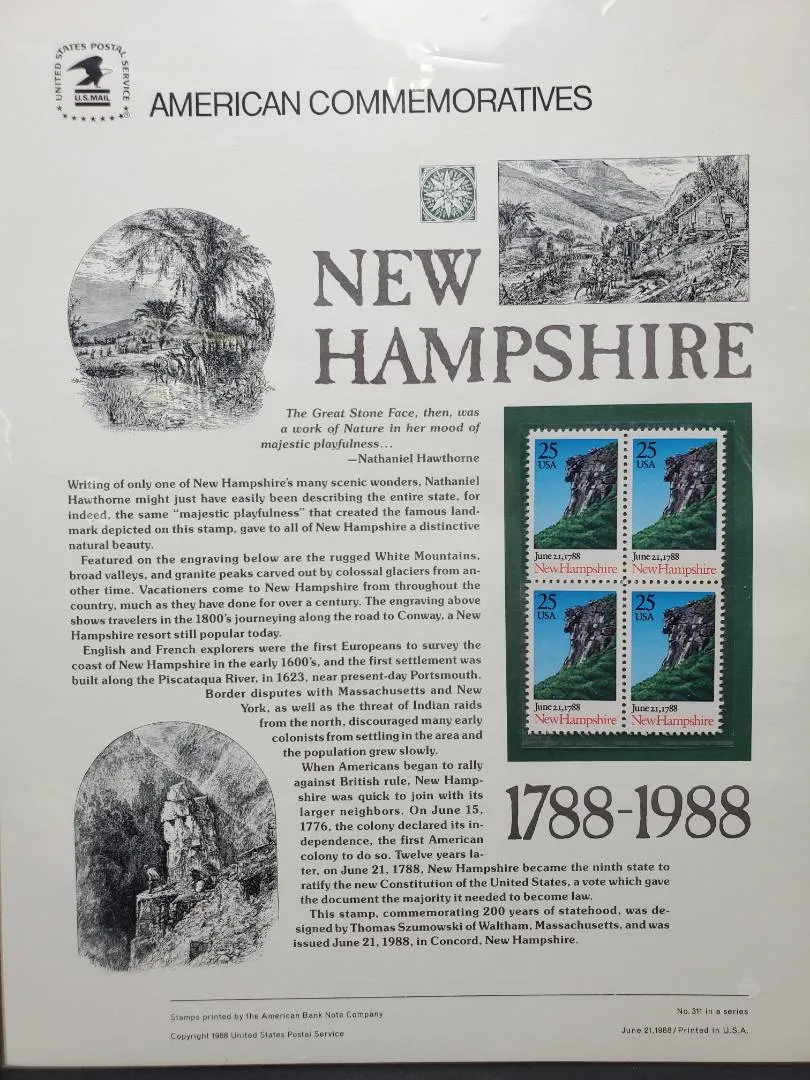 UNITED STATES POSTAL SERVICE
U.S. MAIL
AMERICAN COMMEMORATIVES
NEW
HAMPSHIRE
The Great Stone Face, then, was
a work of Nature in her mood of
majestic playfulness...
—Nathaniel Hawthorne
Writing of only one of New Hampshire's many scenic wonders, Nathaniel
Hawthorne might just have easily been describing the entire state, for
indeed, the same "majestic playfulness" that created the famous land-
mark depicted on this stamp, gave to all of New Hampshire a distinctive
natural beauty.
Featured on the engraving below are the rugged White Mountains,
broad valleys, and granite peaks carved out by colossal glaciers from an-
other time. Vacationers come to New Hampshire from throughout the
country, much as they have done for over a century. The engraving above
shows travelers in the 1800's journeying along the road to Conway, a New
Hampshire resort still popular today.
English and French explorers were the first Europeans to survey the
coast of New Hampshire in the early 1600's, and the first settlement was
built along the Piscataqua River, in 1623, near present-day Portsmouth.
Border disputes with Massachusetts and New
York, as well as the threat of Indian raids
from the north, discouraged many early
colonists from settling in the area and
the population grew slowly.
When Americans began to rally
against British rule, New Hamp-
shire was quick to join with its
larger neighbors. On June 15,
1776, the colony declared its in-
dependence, the first American
colony to do so. Twelve years la-
ter, on June 21, 1788, New Hampshire became the ninth state to
ratify the new Constitution of the United States, a vote which gave
the document the majority it needed to become law.
This stamp, commemorating 200 years of statehood, was de-
signed by Thomas Szumowski of Waltham, Massachusetts, and was
issued June 21, 1988, in Concord, New Hampshire.
25
USA
June 21, 1788
New Hampshire
25
USA
June 21, 1788
New Hampshire
25
USA
June 21, 1788
New Hampshire
25
USA
June 21, 1788
New Hampshire
1788-1988
Stamps printed by the American Bank Note Company
Copyright 1988 United States Postal Service
No. 311 in a series
June 21, 1988/Printed in U.S.A.